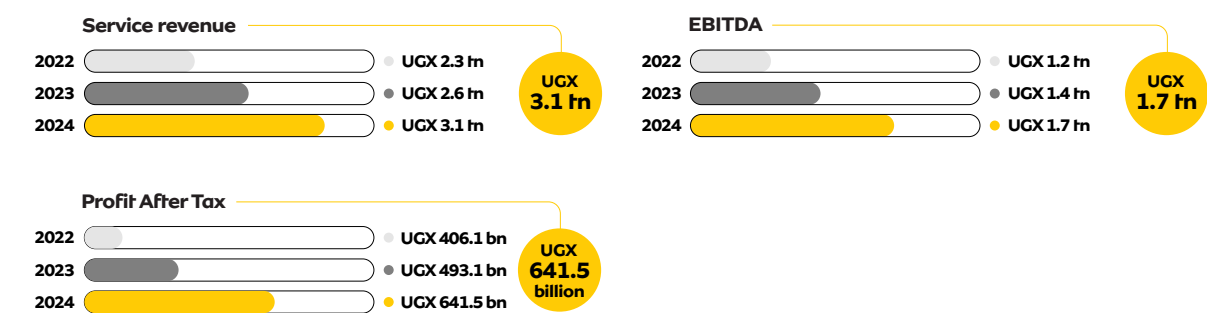 Service revenue
2022 UGX 2.3 tn
2023 UGX 2.6 tn
2024 UGX 3.1 tn
UGX
3.1 tn
EBITDA
2022 UGX 1.2 tn
2023 UGX 1.4 tn
2024 UGX 1.7 tn
UGX
1.7 tn
Profit After Tax
2022 UGX 406.1 bn
2023 UGX 493.1 bn
2024 UGX 641.5 bn
UGX
641.5
billion